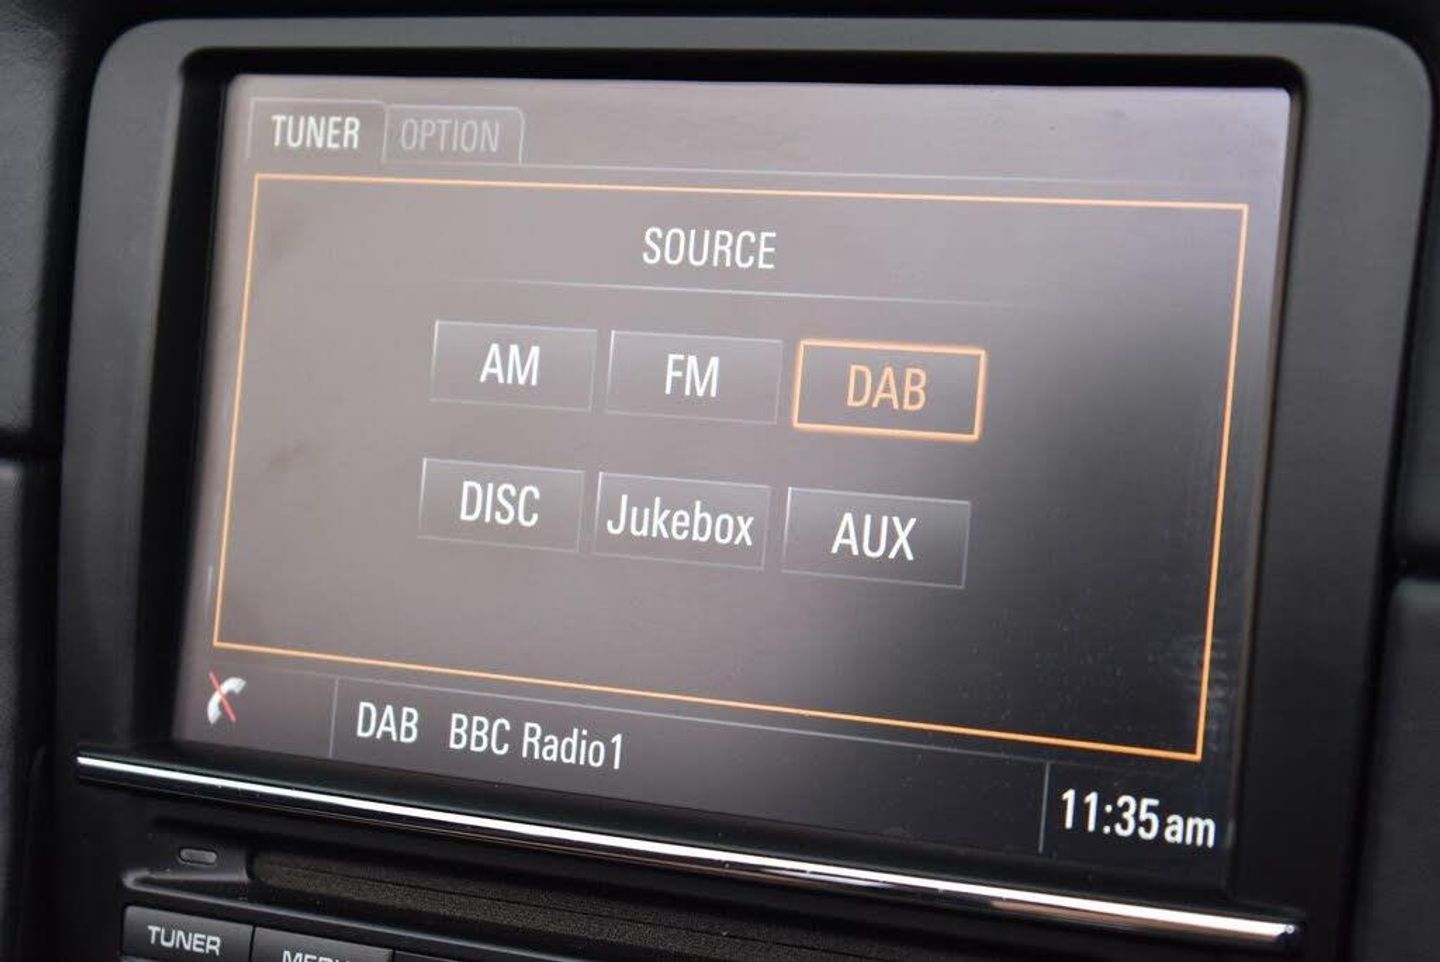 TUNER OPTION
SOURCE
AM FM DAB
DISC Jukebox AUX
DAB BBC Radio1
11:35am
TUNER